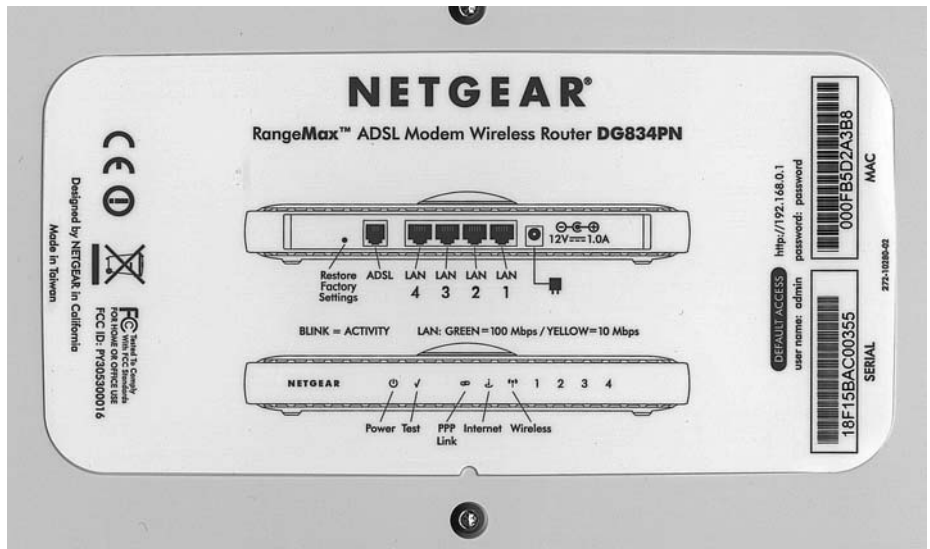 NETGEAR®
RangeMax™ ADSL Modem Wireless Router DG834PN
12V 1.0A
Restore
Factory
Settings
ADSL
LAN
4
LAN
3
LAN
2
LAN
1
BLINK = ACTIVITY
LAN: GREEN=100 Mbps / YELLOW=10 Mbps
NETGEAR
1 2 3 4
Power
Test
PPP
Link
Internet
Wireless
CE
FC Tested To Comply
With FCC Standards
FOR HOME OR OFFICE USE
FCC ID: PY305300016
Designed by NETGEAR in California
Made in Taiwan
DEFAULT ACCESS
http://192.168.0.1
user name: admin
password: password
000FB5D2A3B8
MAC
18F15BAC00355
SERIAL
272-10280-02